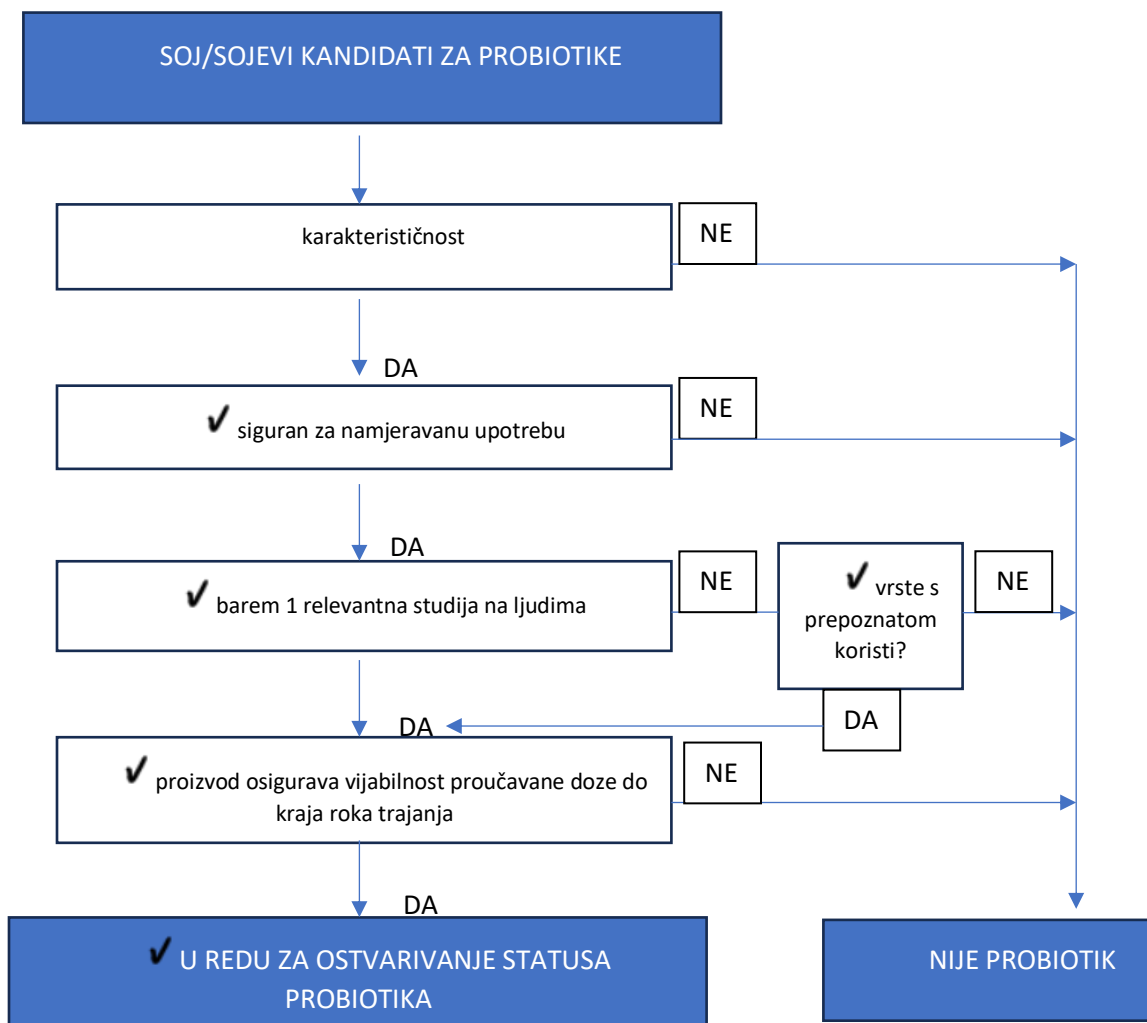 SOJ/SOJEVI KANDIDATI ZA PROBIOTIKE
karakterističnost
NE
DA
✔ siguran za namjeravanu upotrebu
NE
DA
✔ barem 1 relevantna studija na ljudima
NE
✔ vrste s
prepoznatom
koristi?
NE
DA
DA
✔ proizvod osigurava vijabilnost proučavane doze do
kraja roka trajanja
NE
DA
✔ U REDU ZA OSTVARIVANJE STATUSA
PROBIOTIKA
NIJE PROBIOTIK